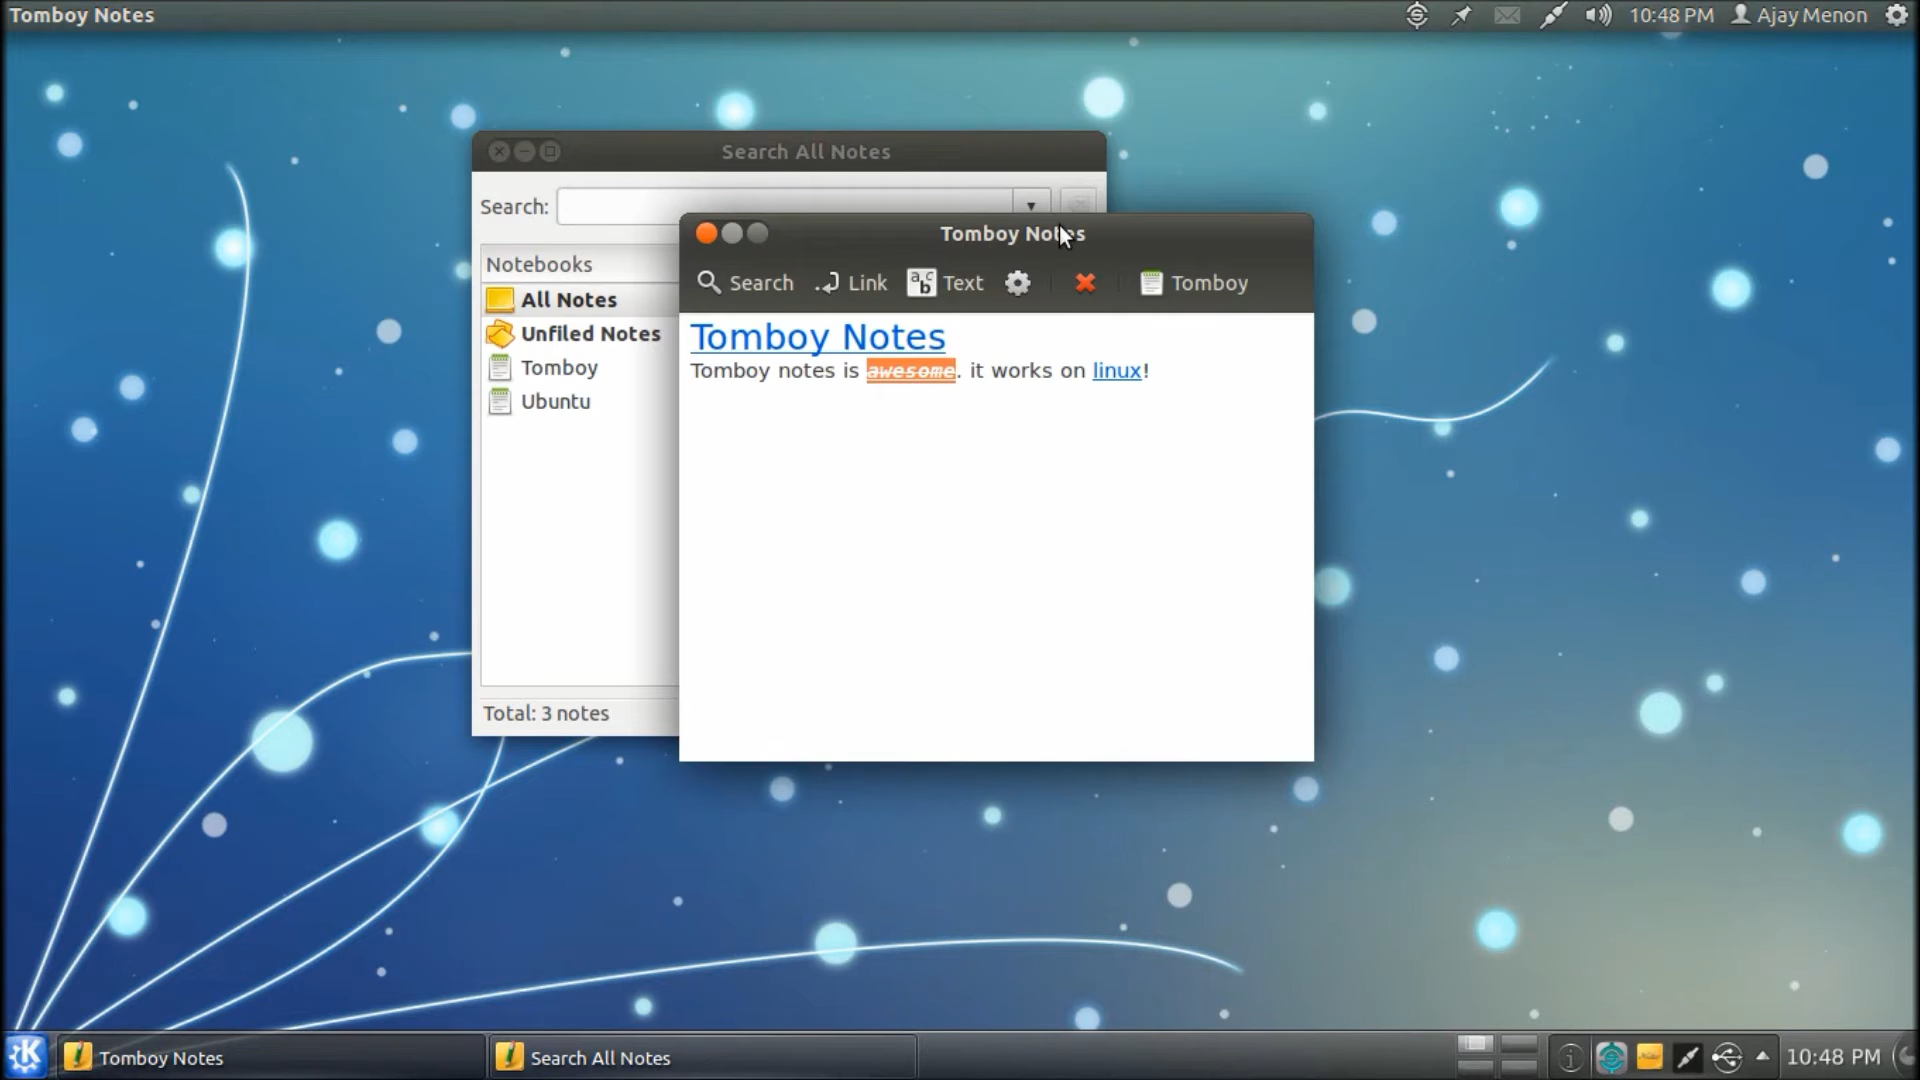 Tomboy Notes
10:48 PM Ajay Menon
Search All Notes
Search:
Notebooks
All Notes
Unfiled Notes
Tomboy
Ubuntu
Total: 3 notes
Tomboy Notes
Search Link Text Tomboy
Tomboy Notes
Tomboy notes is awesome. it works on linux!
Tomboy Notes
Search All Notes
10:48 PM